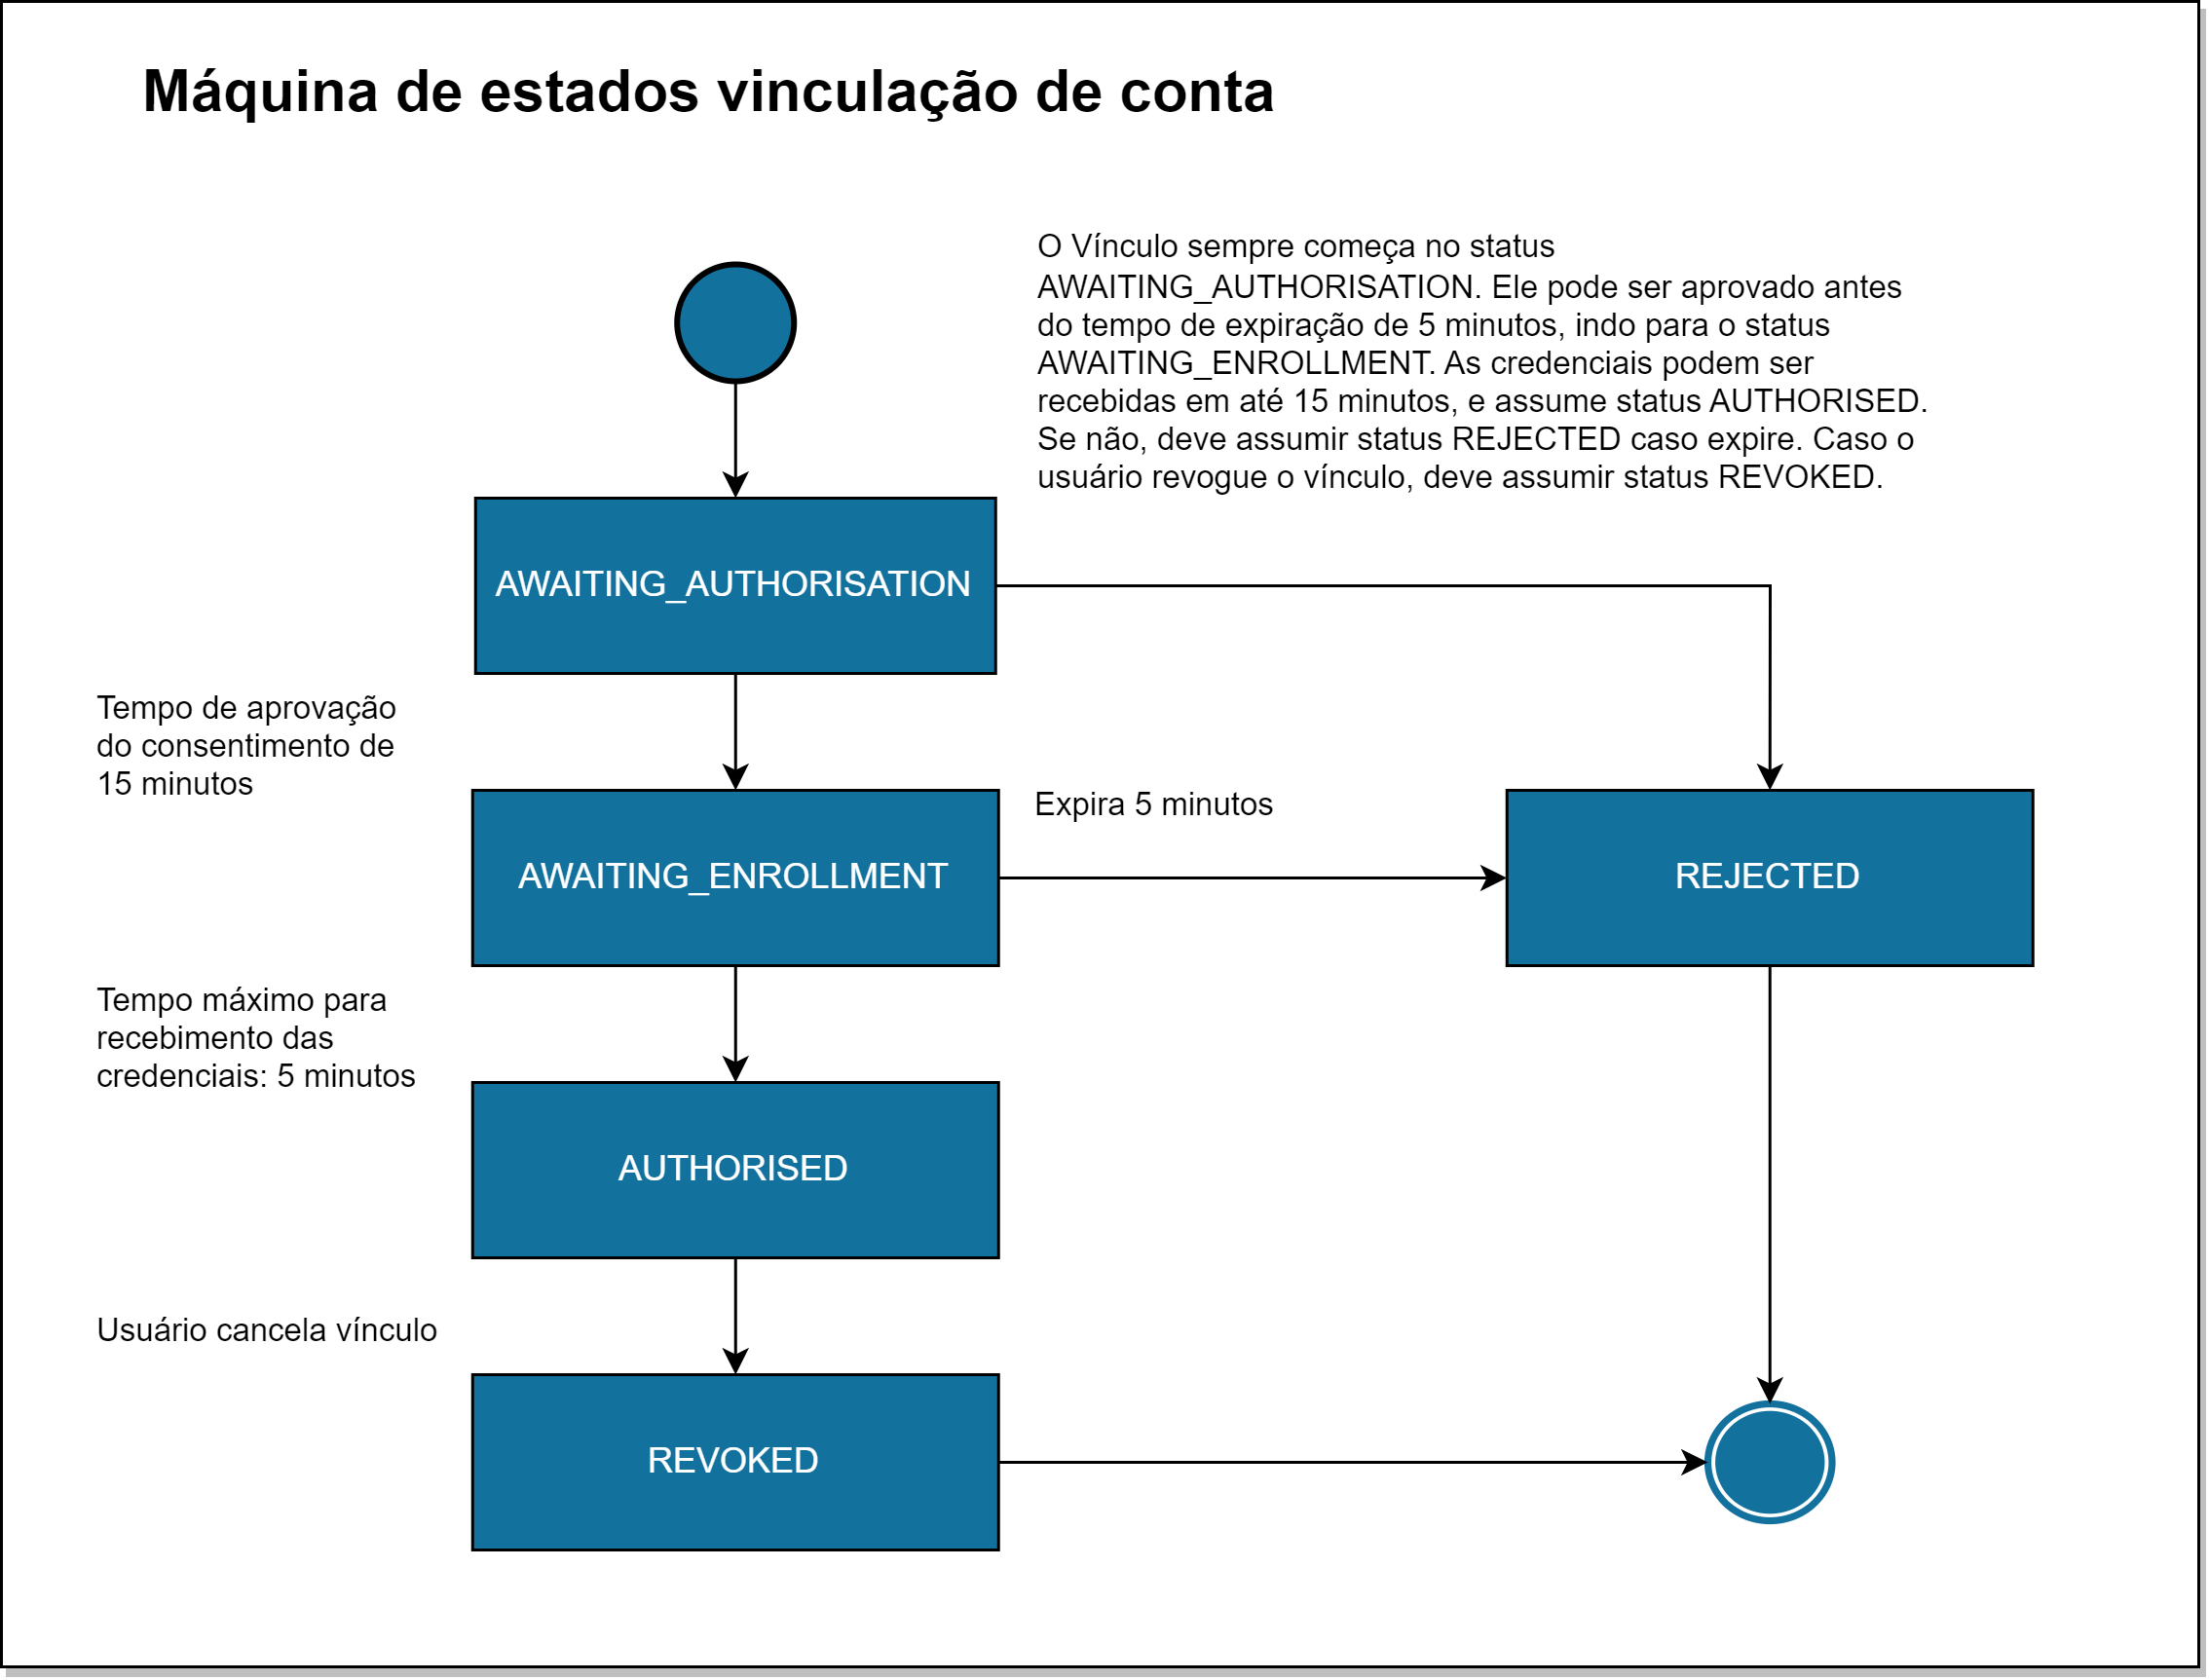 Máquina de estados vinculação de conta
O Vínculo sempre começa no status
AWAITING_AUTHORISATION. Ele pode ser aprovado antes
do tempo de expiração de 5 minutos, indo para o status
AWAITING_ENROLLMENT. As credenciais podem ser
recebidas em até 15 minutos, e assume status AUTHORISED.
Se não, deve assumir status REJECTED caso expire. Caso o
usuário revogue o vínculo, deve assumir status REVOKED.
AWAITING_AUTHORISATION
Tempo de aprovação
do consentimento de
15 minutos
Expira 5 minutos
AWAITING_ENROLLMENT
REJECTED
Tempo máximo para
recebimento das
credenciais: 5 minutos
AUTHORISED
Usuário cancela vínculo
REVOKED